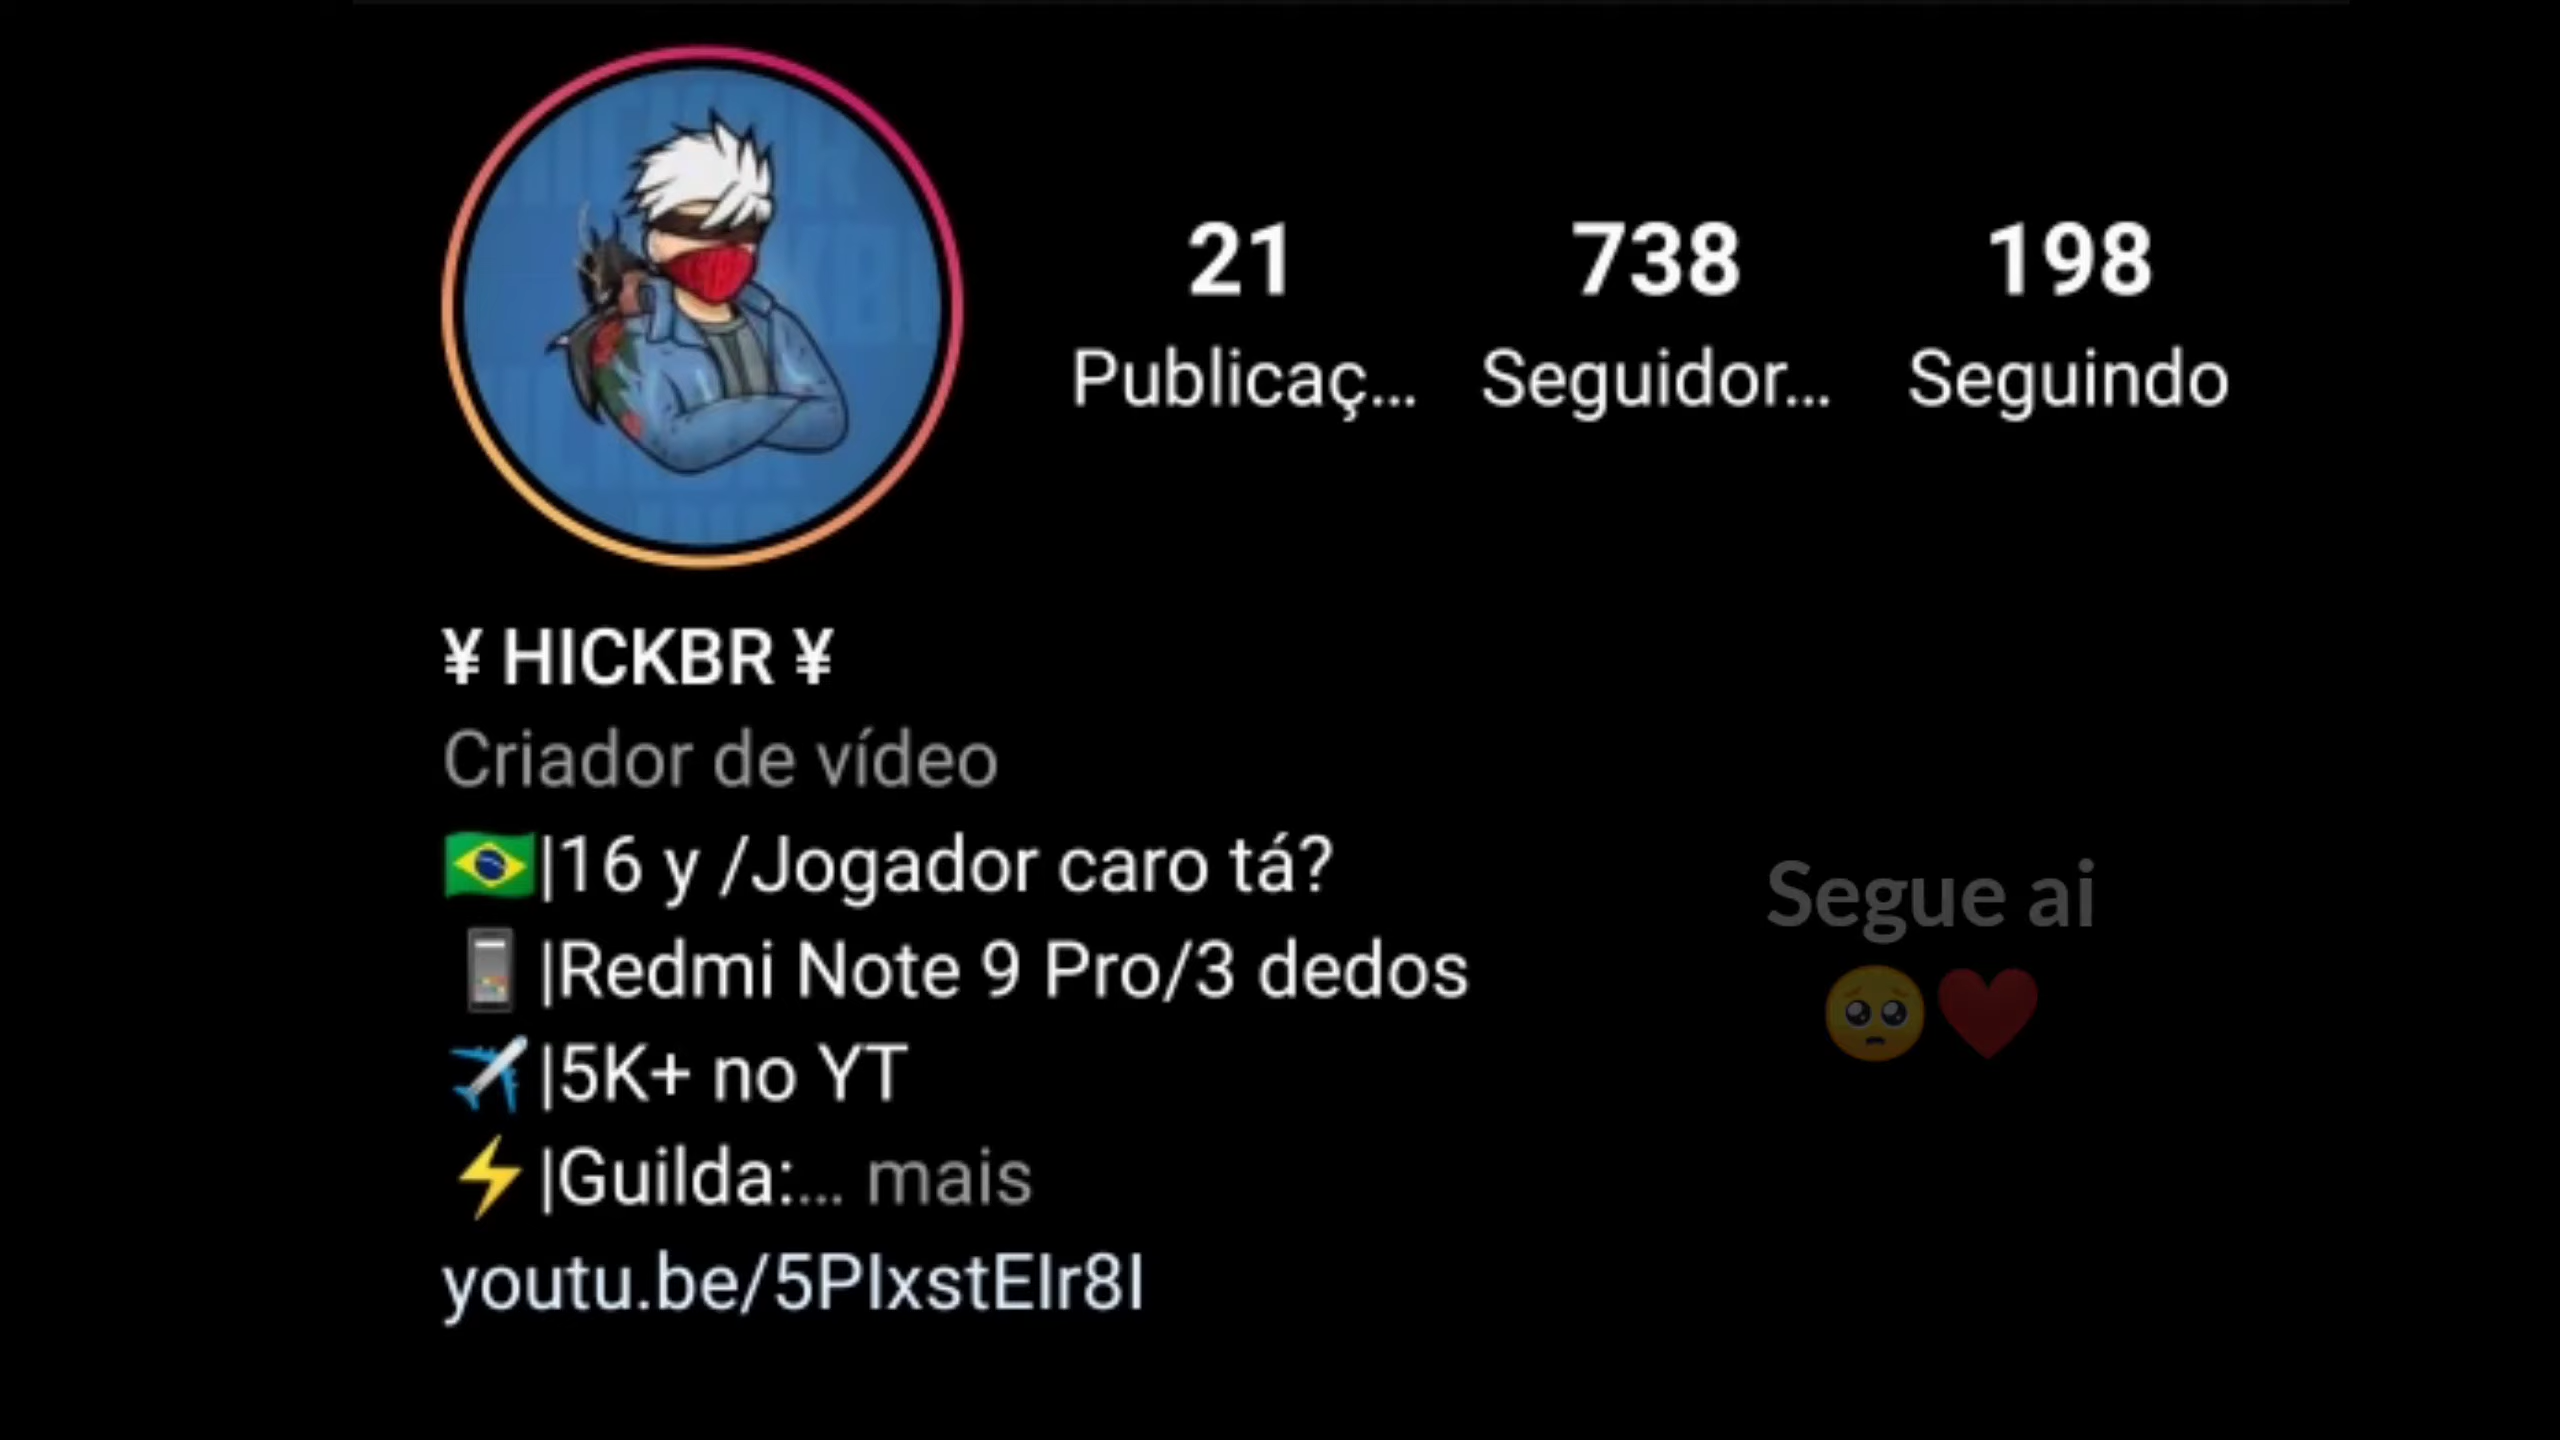 21 738 198
Publicaç... Seguidor... Seguindo
¥ HICKBR ¥
Criador de vídeo
🇧🇷|16 y /Jogador caro tá?
Segue ai
🥺❤️
📱|Redmi Note 9 Pro/3 dedos
✈️|5K+ no YT
⚡|Guilda:... mais
youtu.be/5PIxstEIr8I